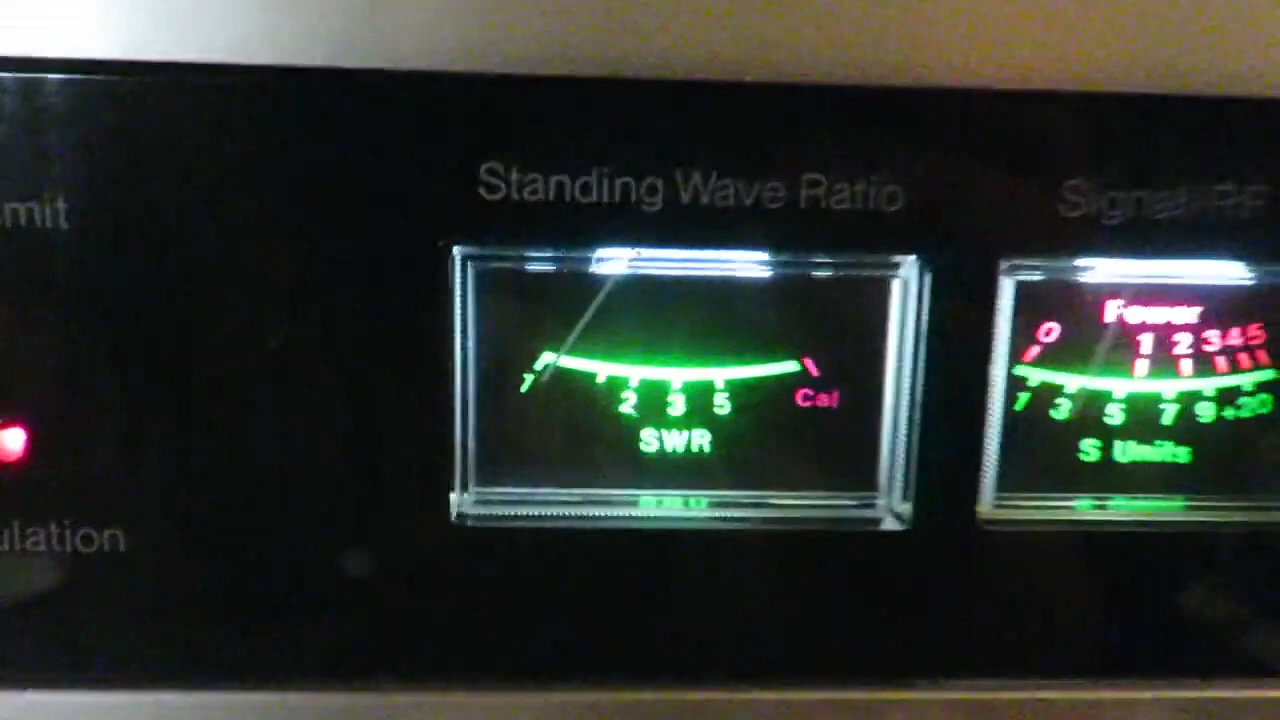 Standing Wave Ratio
Signal/RF
mit
Power
0 1 2 3 4 5
1 2 3 5 Cal
SWR
1 3 5 7 9 +20
S Units
ulation